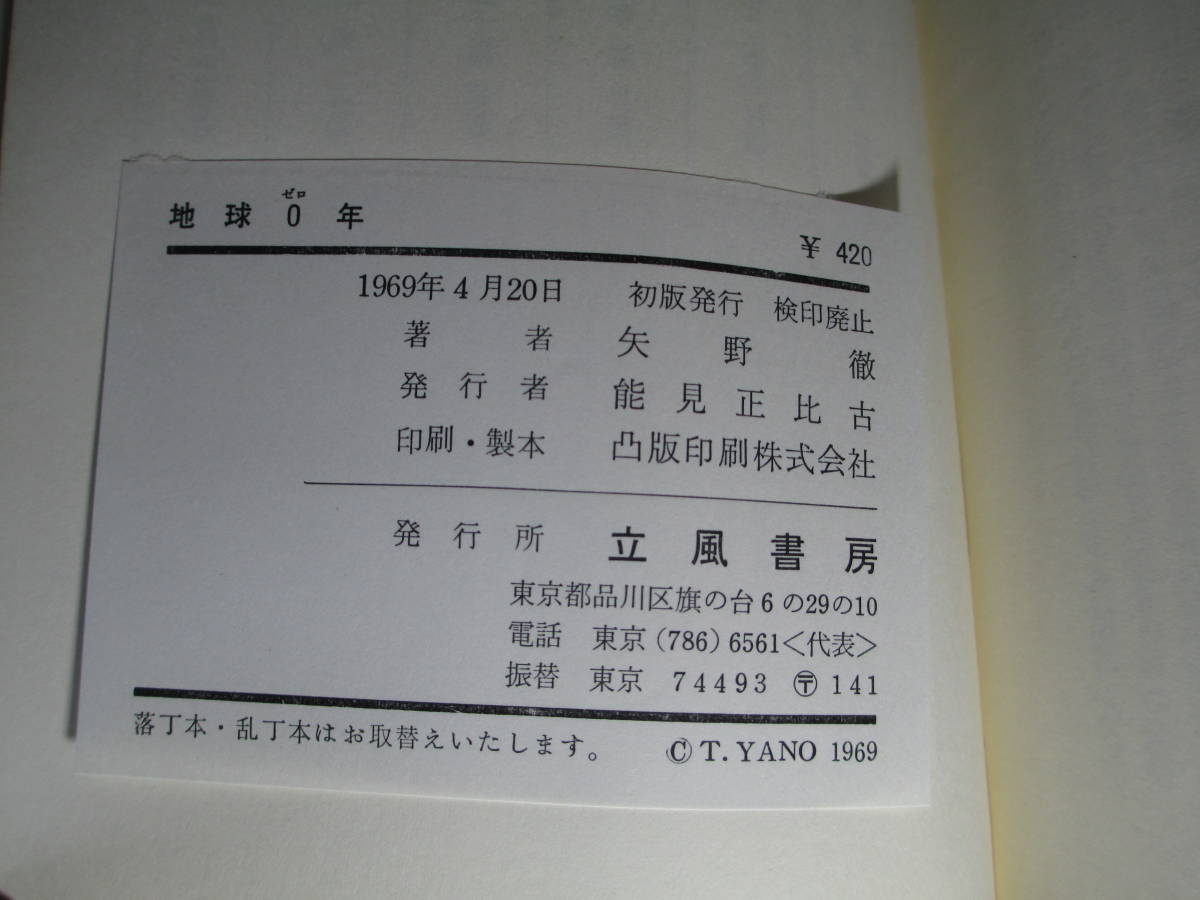 地球0年
ゼロ
¥ 420
1969年4月20日 初版発行 検印廃止
著者 矢野徹
発行者 能見正比古
印刷・製本 凸版印刷株式会社
発行所 立風書房
東京都品川区旗の台6の29の10
電話 東京(786)6561<代表>
振替 東京 74493 〶141
落丁本・乱丁本はお取替えいたします。 ©T. YANO 1969